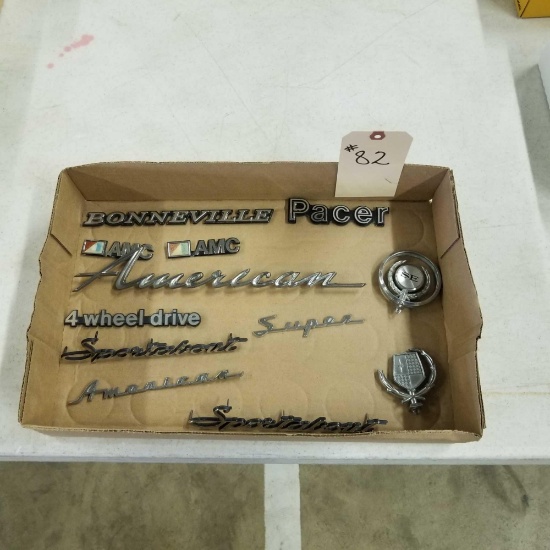 # 82
BONNEVILLE
Pacer
AMC
AMC
American
4 wheel drive
Super
Sportabout
American
Sportabout